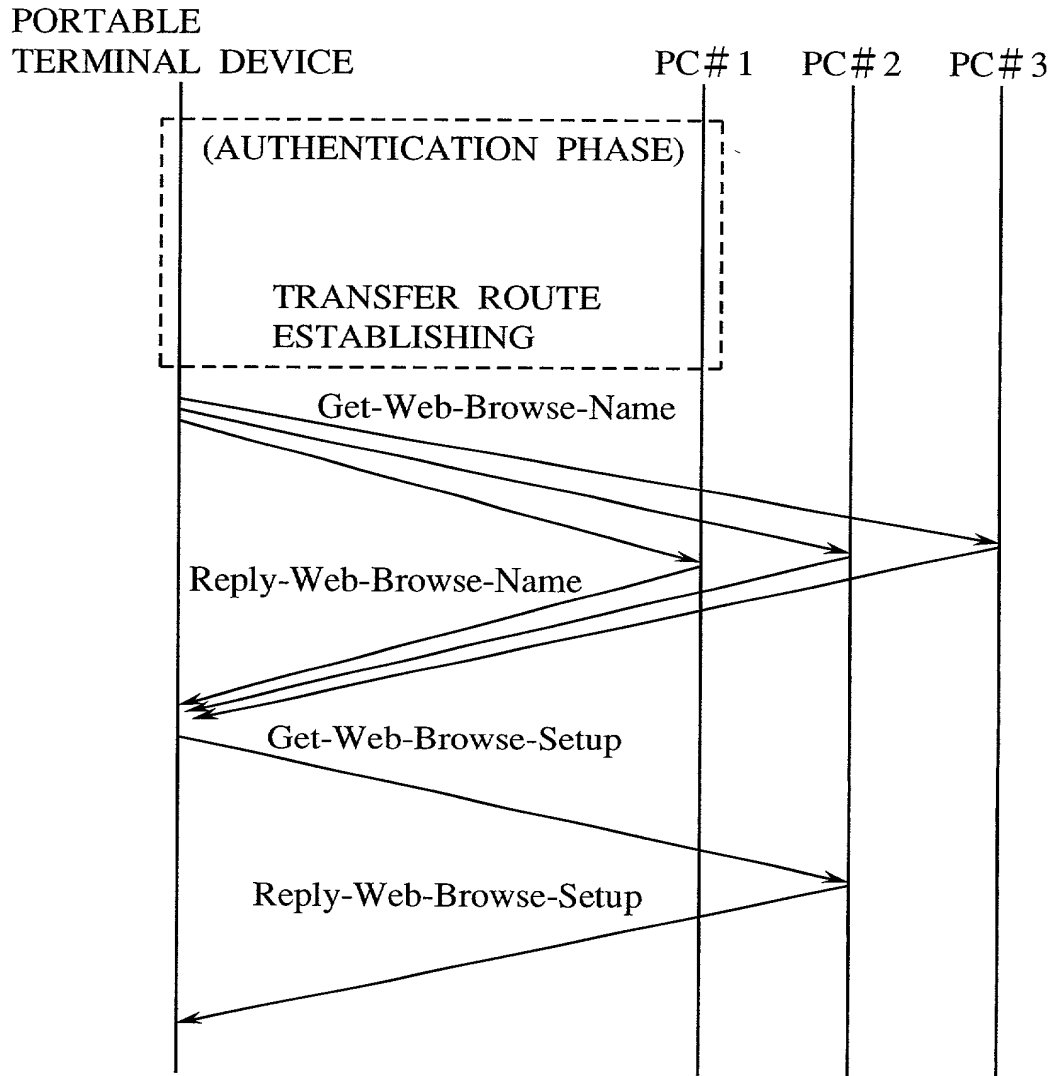 PORTABLE
TERMINAL DEVICE
PC#1 PC#2 PC#3
(AUTHENTICATION PHASE)
TRANSFER ROUTE
ESTABLISHING
Get-Web-Browse-Name
Reply-Web-Browse-Name
Get-Web-Browse-Setup
Reply-Web-Browse-Setup